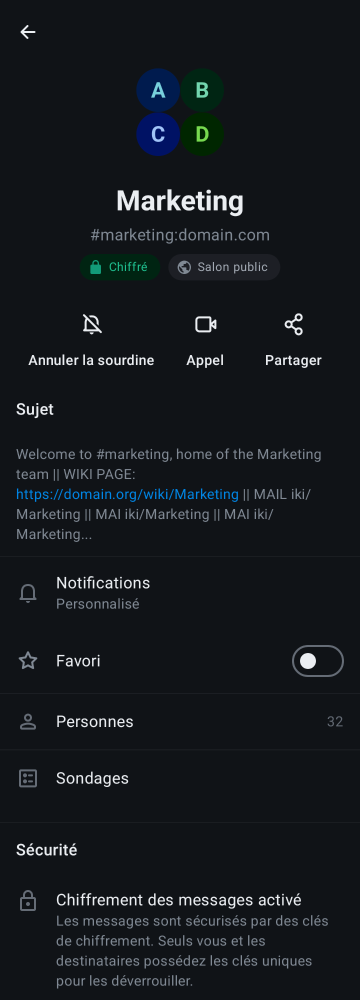 A B
C D
Marketing
#marketing:domain.com
Chiffré Salon public
Annuler la sourdine Appel Partager
Sujet
Welcome to #marketing, home of the Marketing
team || WIKI PAGE:
https://domain.org/wiki/Marketing || MAIL iki/
Marketing || MAI iki/Marketing || MAI iki/
Marketing...
Notifications
Personnalisé
Favori
Personnes 32
Sondages
Sécurité
Chiffrement des messages activé
Les messages sont sécurisés par des clés
de chiffrement. Seuls vous et les
destinataires possédez les clés uniques
pour les déverrouiller.